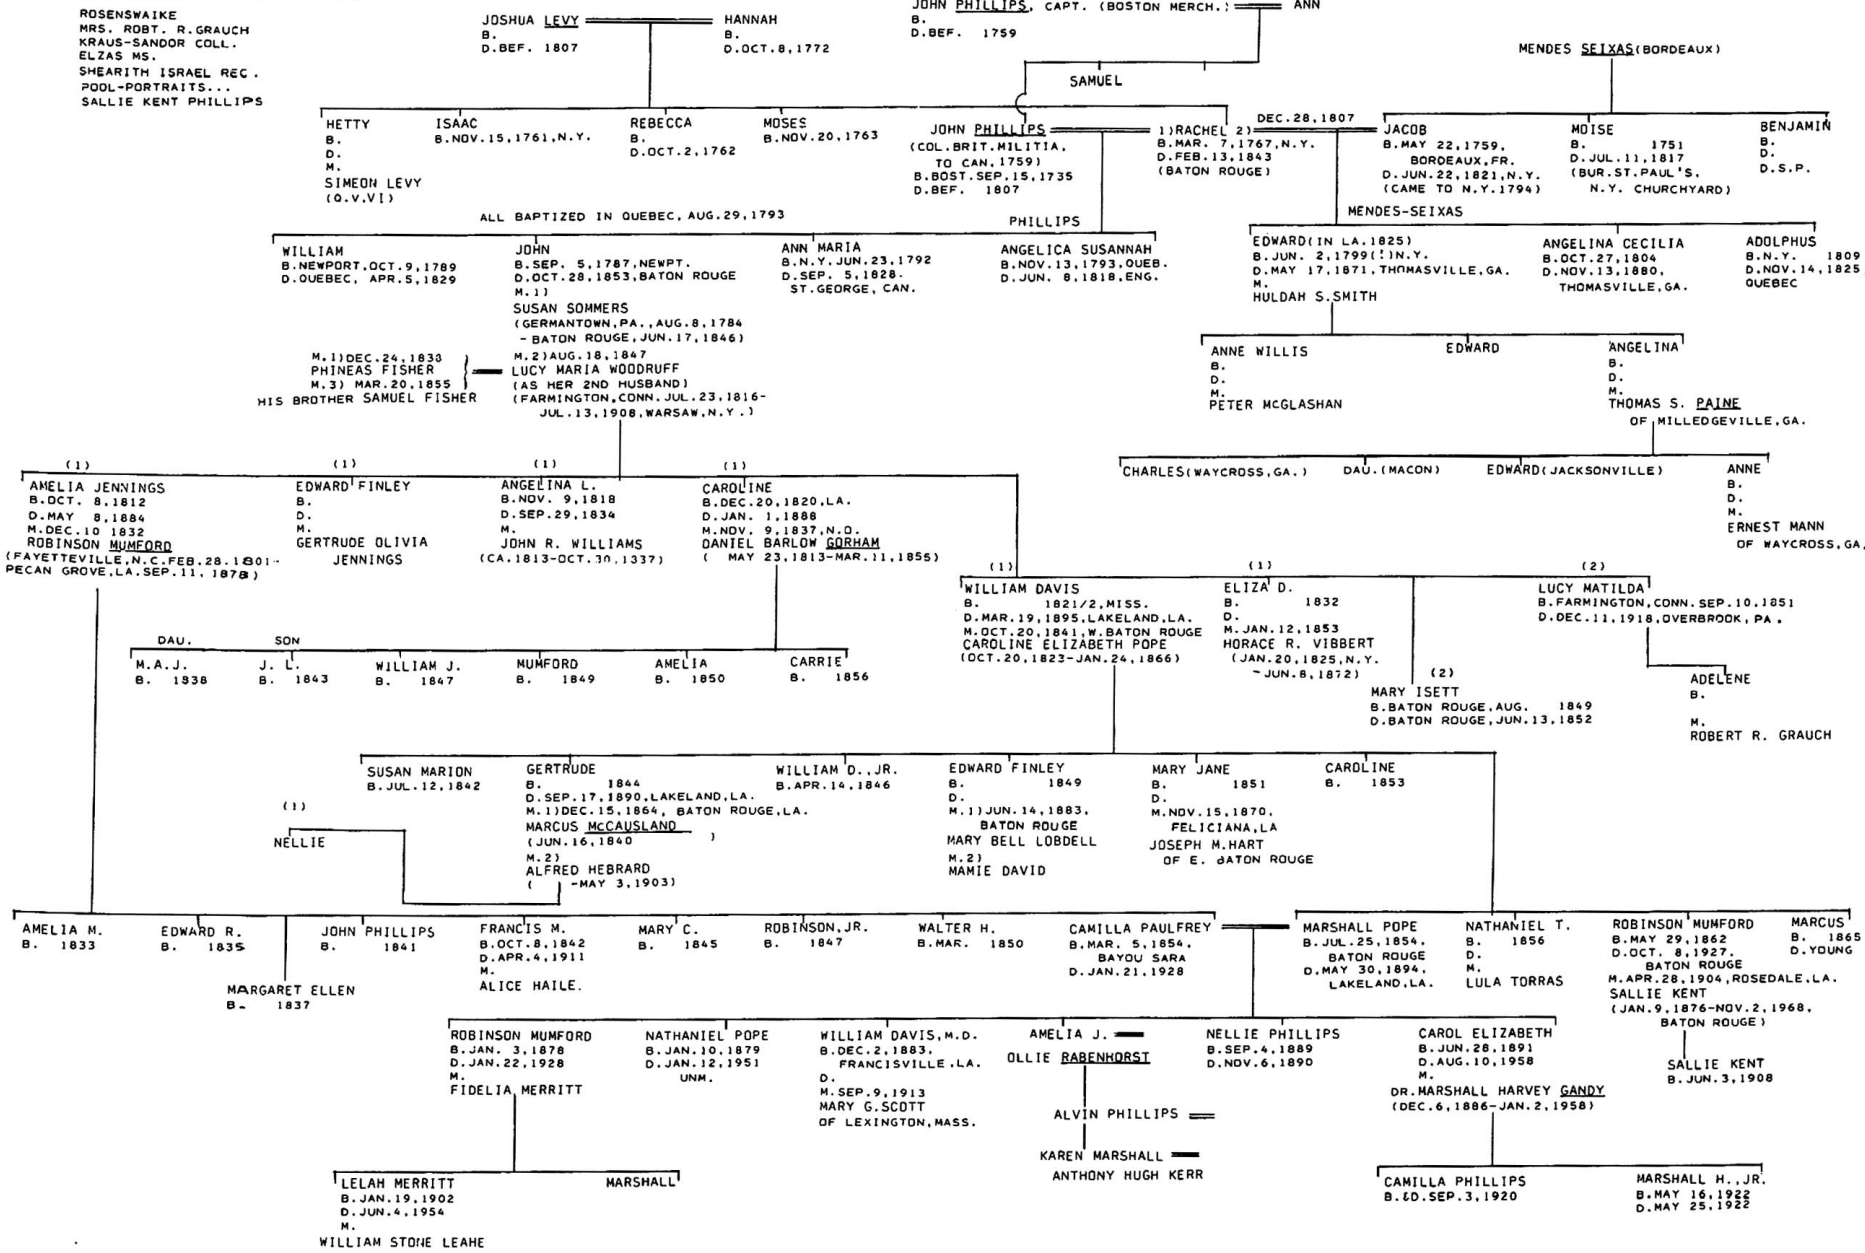 ROSENSWAIKE
MRS. ROBT. R.GRAUCH
KRAUS-SANDOR COLL.
ELZAS MS.
SHEARITH ISRAEL REC.
POOL-PORTRAITS...
SALLIE KENT PHILLIPS
JOSHUA LEVY
B.
D.BEF. 1807
HANNAH
B.
D.OCT.8,1772
JOHN PHILLIPS, CAPT. (BOSTON MERCH.)
B.
D.BEF. 1759
ANN
SAMUEL
MENDES SEIXAS(BORDEAUX)
HETTY
B.
D.
M.
SIMEON LEVY
(Q.V.VI)
ISAAC
B.NOV.15,1761,N.Y.
REBECCA
B.
D.OCT.2,1762
MOSES
B.NOV.20,1763
JOHN PHILLIPS
(COL.BRIT.MILITIA,
TO CAN,1759)
B.BOST.SEP.15,1735
D.BEF. 1807
1)RACHEL 2)
B.MAR. 7,1767,N.Y.
D.FEB.13,1843
(BATON ROUGE)
DEC.28,1807
JACOB
B.MAY 22,1759,
BORDEAUX,FR.
D.JUN.22,1821,N.Y.
(CAME TO N.Y.1794)
MOISE
B. 1751
D.JUL.11,1817
(BUR.ST.PAUL'S,
N.Y. CHURCHYARD)
BENJAMIN
B.
D.
D.S.P.
ALL BAPTIZED IN QUEBEC, AUG.29,1793
PHILLIPS
MENDES-SEIXAS
WILLIAM
B.NEWPORT,OCT.9,1789
D.QUEBEC, APR.5,1829
JOHN
B.SEP. 5,1787,NEWPT.
D.OCT.28,1853,BATON ROUGE
M.1)
SUSAN SOMMERS
(GERMANTOWN,PA.,AUG.8,1784
- BATON ROUGE,JUN.17,1846)
M.2)AUG.18,1847
LUCY MARIA WOODRUFF
(AS HER 2ND HUSBAND)
(FARMINGTON,CONN.JUL.23,1816-
JUL.13,1908,WARSAW,N.Y.)
M.1)DEC.24,1833
PHINEAS FISHER
M.3) MAR.20,1855
HIS BROTHER SAMUEL FISHER
ANN MARIA
B.N.Y.JUN.23,1792
D.SEP. 5,1828.
ST.GEORGE, CAN.
ANGELICA SUSANNAH
B.NOV.13,1793,QUEB.
D.JUN. 8,1818,ENG.
EDWARD(IN LA.1825)
B.JUN. 2,1799(!)N.Y.
D.MAY 17,1871,THOMASVILLE,GA.
M.
HULDAH S.SMITH
ANGELINA CECILIA
B.OCT.27,1804
D.NOV.13,1880,
THOMASVILLE,GA.
ADOLPHUS
B.N.Y. 1809
D.NOV.14,1825
QUEBEC
ANNE WILLIS
B.
D.
M.
PETER MCGLASHAN
EDWARD
ANGELINA
B.
D.
M.
THOMAS S. PAINE
OF MILLEDGEVILLE,GA.
CHARLES(WAYCROSS,GA.)
DAU.(MACON)
EDWARD(JACKSONVILLE)
ANNE
B.
D.
M.
ERNEST MANN
OF WAYCROSS,GA.
(1)
AMELIA JENNINGS
B.OCT. 8,1812
D.MAY 8,1884
M.DEC.10 1832
ROBINSON MUMFORD
(FAYETTEVILLE,N.C.FEB.28.1801-
PECAN GROVE,LA.SEP.11, 1878)
(1)
EDWARD FINLEY
B.
D.
M.
GERTRUDE OLIVIA
JENNINGS
(1)
ANGELINA L.
B.NOV. 9,1818
D.SEP.29,1834
M.
JOHN R. WILLIAMS
(CA.1813-OCT.30,1337)
(1)
CAROLINE
B.DEC.20,1820,LA.
D.JAN. 1,1888
M.NOV. 9,1837,N.O.
DANIEL BARLOW GORHAM
( MAY 23,1813-MAR.11,1855)
(1)
WILLIAM DAVIS
B. 1821/2,MISS.
D.MAR.19,1895,LAKELAND,LA.
M.OCT.20,1841,W.BATON ROUGE
CAROLINE ELIZABETH POPE
(OCT.20,1823-JAN.24,1866)
(1)
ELIZA D.
B. 1832
D.
M.JAN.12,1853
HORACE R. VIBBERT
(JAN.20,1825,N.Y.
-JUN.8,1872)
(2)
MARY ISETT
B.BATON ROUGE,AUG. 1849
D.BATON ROUGE,JUN.13,1852
(2)
LUCY MATILDA
B.FARMINGTON,CONN.SEP.10,1851
D.DEC.11,1918,OVERBROOK,PA.
ADELENE
B.
M.
ROBERT R. GRAUCH
DAU.
M.A.J.
B. 1838
SON
J. L.
B. 1843
WILLIAM J.
B. 1847
MUMFORD
B. 1849
AMELIA
B. 1850
CARRIE
B. 1856
SUSAN MARION
B.JUL.12,1842
GERTRUDE
B. 1844
D.SEP.17,1890,LAKELAND,LA.
M.1)DEC.15,1864, BATON ROUGE,LA.
MARCUS MCCAUSLAND
(JUN.16,1840 )
M.2)
ALFRED HEBRARD
( -MAY 3,1903)
WILLIAM D.,JR.
B.APR.14,1846
EDWARD FINLEY
B. 1849
D.
M.1)JUN.14,1883,
BATON ROUGE
MARY BELL LOBDELL
M.2)
MAMIE DAVID
MARY JANE
B. 1851
D.
M.NOV.15,1870,
FELICIANA,LA
JOSEPH M.HART
OF E. BATON ROUGE
CAROLINE
B. 1853
(1)
NELLIE
AMELIA M.
B. 1833
EDWARD R.
B. 1835
MARGARET ELLEN
B. 1837
JOHN PHILLIPS
B. 1841
FRANCIS M.
B.OCT.8,1842
D.APR.4,1911
M.
ALICE HAILE.
MARY C.
B. 1845
ROBINSON,JR.
B. 1847
WALTER H.
B.MAR. 1850
CAMILLA PAULFREY
B.MAR. 5,1854,
BAYOU SARA
D.JAN.21,1928
MARSHALL POPE
B.JUL.25,1854,
BATON ROUGE
D.MAY 30,1894,
LAKELAND,LA.
NATHANIEL T.
B. 1856
D.
M.
LULA TORRAS
ROBINSON MUMFORD
B.MAY 29,1862
D.OCT. 8,1927.
BATON ROUGE
M.APR.28,1904,ROSEDALE,LA.
SALLIE KENT
(JAN.9,1876-NOV.2,1968,
BATON ROUGE)
MARCUS
B. 1865
D.YOUNG
SALLIE KENT
B.JUN.3,1908
ROBINSON MUMFORD
B.JAN. 3,1878
D.JAN.22,1928
M.
FIDELIA MERRITT
NATHANIEL POPE
B.JAN.10,1879
D.JAN.12,1951
UNM.
WILLIAM DAVIS,M.D.
B.DEC.2,1883,
FRANCISVILLE,LA.
D.
M.SEP.9,1913
MARY G.SCOTT
OF LEXINGTON,MASS.
AMELIA J.
OLLIE RABENHORST
ALVIN PHILLIPS
KAREN MARSHALL
ANTHONY HUGH KERR
NELLIE PHILLIPS
B.SEP.4,1889
D.NOV.6,1890
CAROL ELIZABETH
B.JUN.28,1891
D.AUG.10,1958
M.
DR.MARSHALL HARVEY GANDY
(DEC.6,1886-JAN.2,1958)
LELAH MERRITT
B.JAN.19,1902
D.JUN.4,1954
M.
WILLIAM STONE LEAHE
MARSHALL
CAMILLA PHILLIPS
B.&D.SEP.3,1920
MARSHALL H.,JR.
B.MAY 16,1922
D.MAY 25,1922